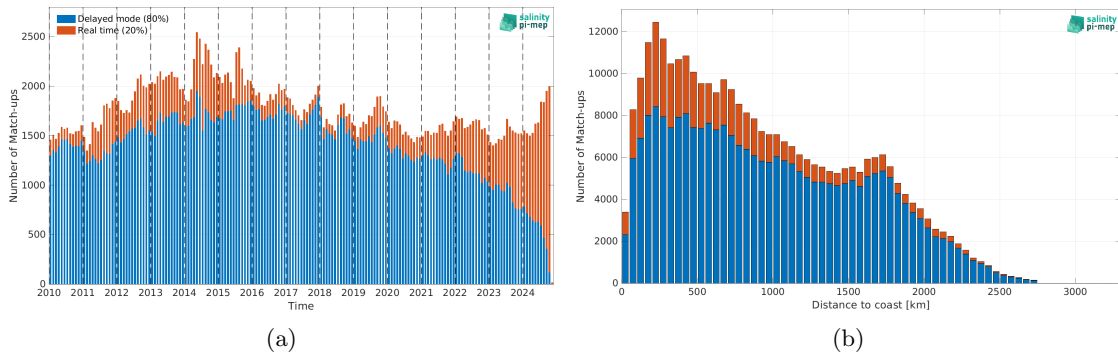 Delayed mode (80%)
Real time (20%)
salinity
pi-mep
Number of Match-ups
2500
2000
1500
1000
500
0
2010 2011 2012 2013 2014 2015 2016 2017 2018 2019 2020 2021 2022 2023 2024
Time
(a)
salinity
pi-mep
Number of Match-ups
12000
10000
8000
6000
4000
2000
0
0 500 1000 1500 2000 2500 3000
Distance to coast [km]
(b)